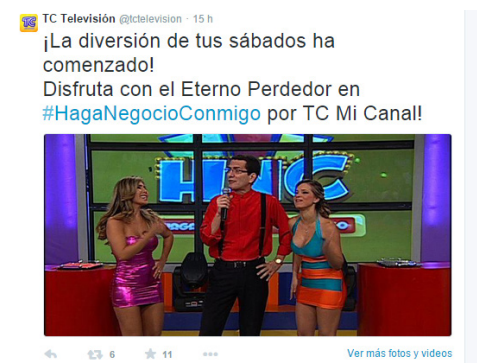 TC Televisión @tctelevision · 15 h
¡La diversión de tus sábados ha
comenzado!
Disfruta con el Eterno Perdedor en
#HagaNegocioConmigo por TC Mi Canal!
HNC
6
11
Ver más fotos y videos